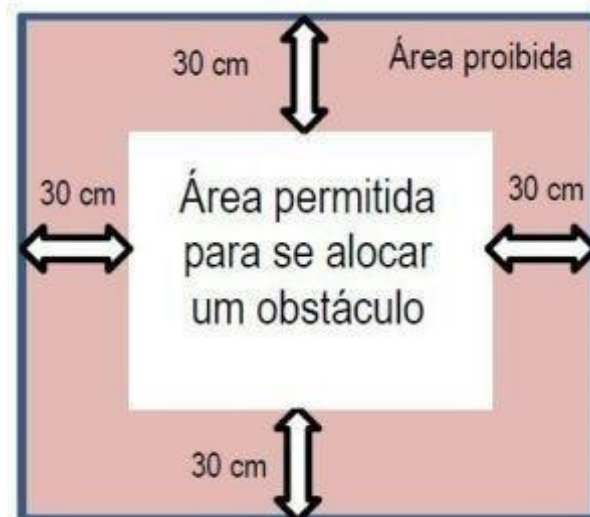 30 cm
Área proibida
30 cm
Área permitida
para se alocar
um obstáculo
30 cm
30 cm